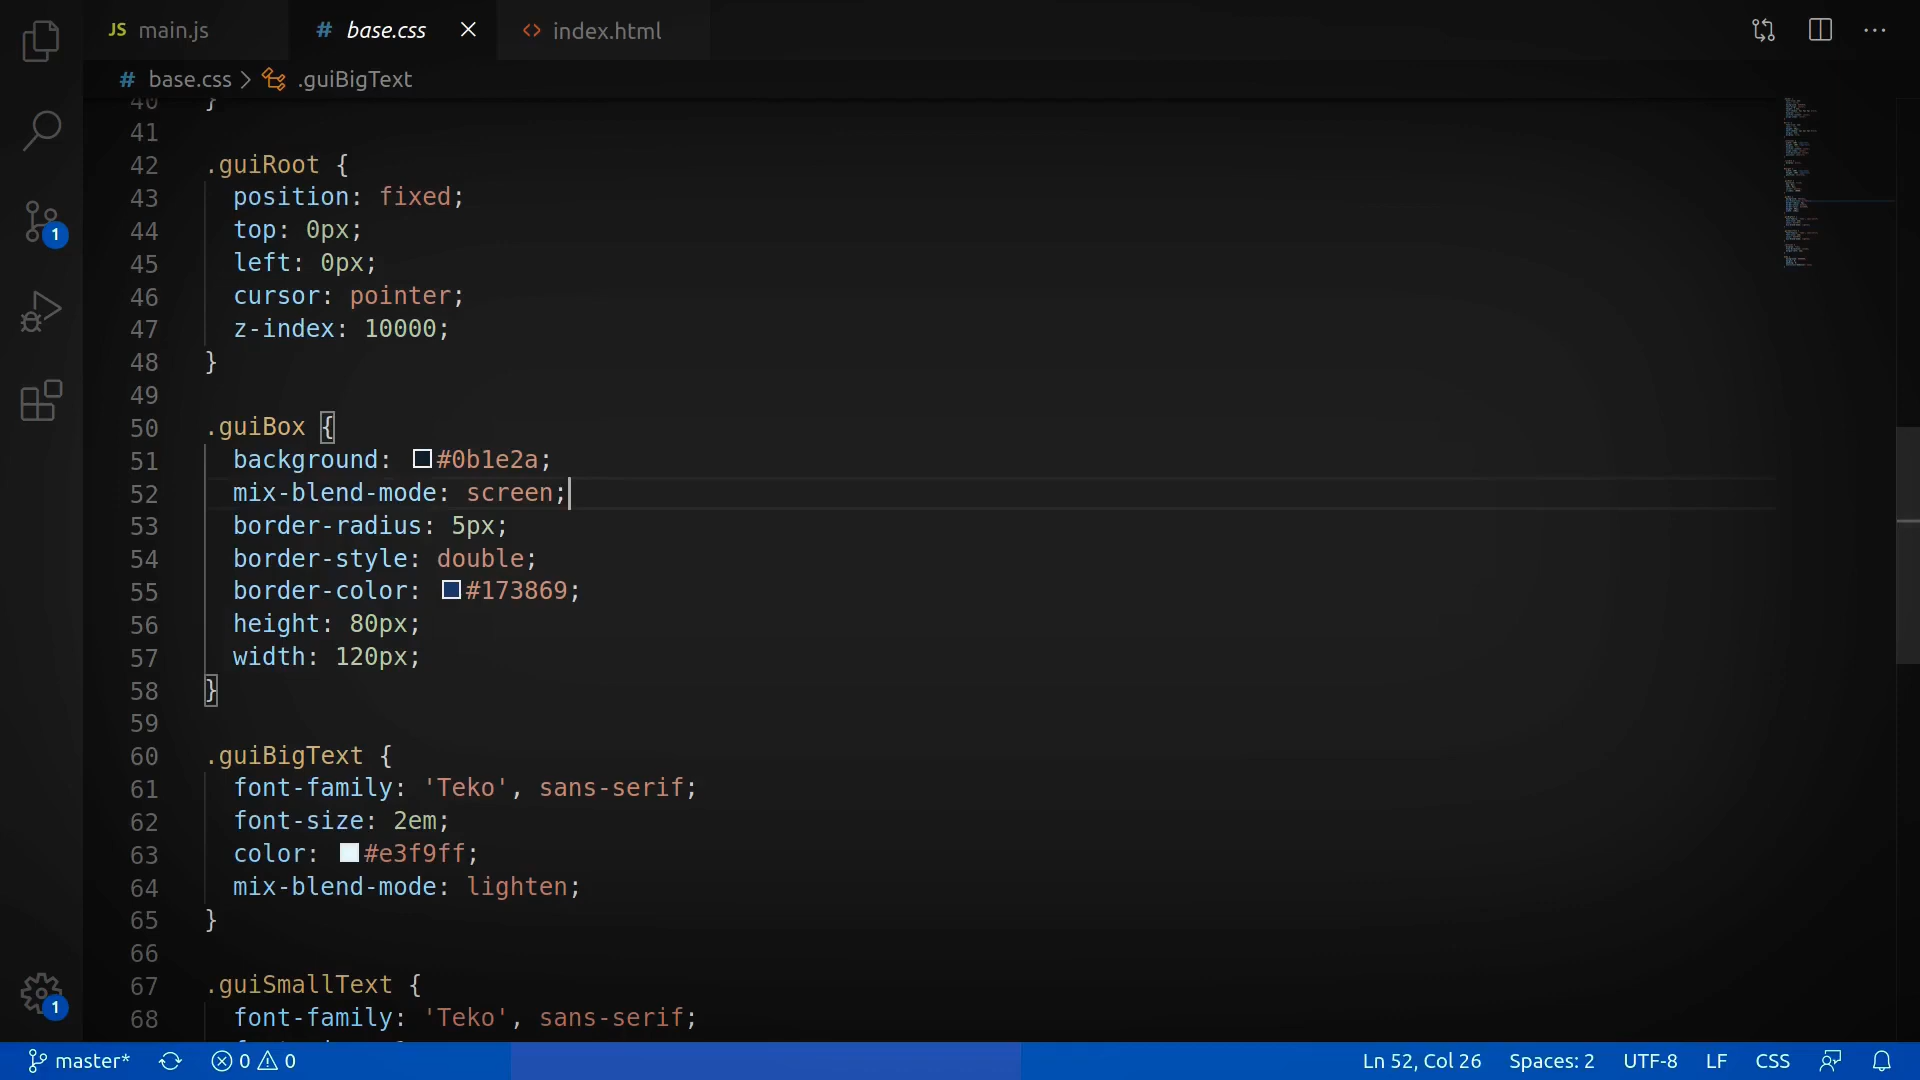 JS main.js
# base.css
<> index.html
# base.css > .guiBigText
40 }
41
42 .guiRoot {
43 position: fixed;
44 top: 0px;
45 left: 0px;
46 cursor: pointer;
47 z-index: 10000;
48 }
49
50 .guiBox {
51 background: #0b1e2a;
52 mix-blend-mode: screen;
53 border-radius: 5px;
54 border-style: double;
55 border-color: #173869;
56 height: 80px;
57 width: 120px;
58 }
59
60 .guiBigText {
61 font-family: 'Teko', sans-serif;
62 font-size: 2em;
63 color: #e3f9ff;
64 mix-blend-mode: lighten;
65 }
66
67 .guiSmallText {
68 font-family: 'Teko', sans-serif;
1
1
master* 0 0 Ln 52, Col 26 Spaces: 2 UTF-8 LF CSS